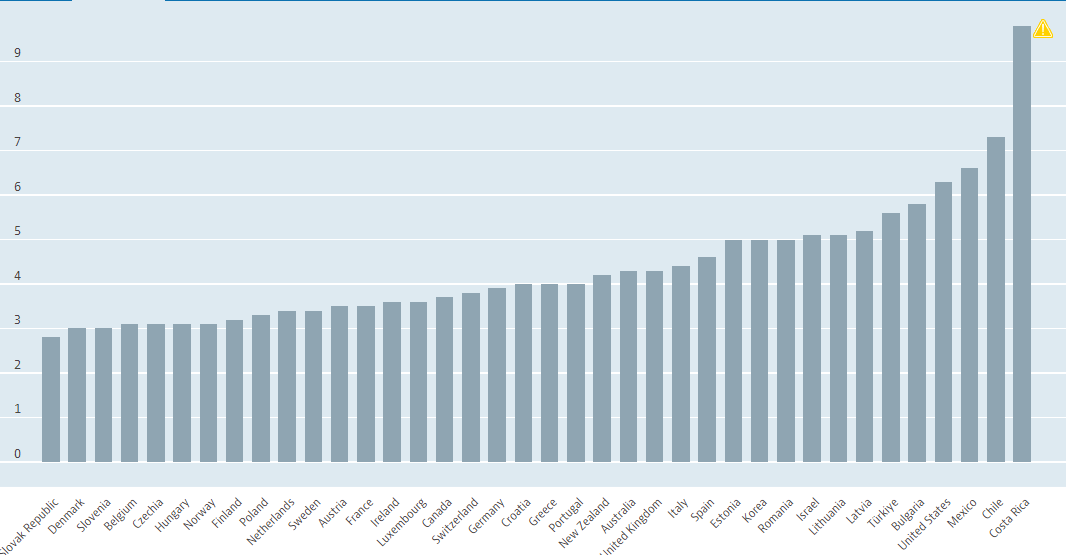 9
8
7
6
5
4
3
2
1
0
Slovak Republic
Denmark
Slovenia
Belgium
Czechia
Hungary
Norway
Finland
Poland
Netherlands
Sweden
Austria
France
Ireland
Luxembourg
Canada
Switzerland
Germany
Croatia
Greece
Portugal
New Zealand
Australia
United Kingdom
Italy
Spain
Estonia
Korea
Romania
Israel
Lithuania
Latvia
Türkiye
Bulgaria
United States
Mexico
Chile
Costa Rica